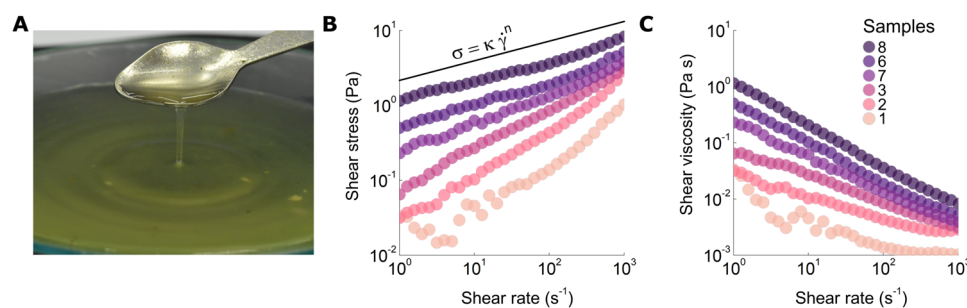 A
B
C
σ = κ γ̇ⁿ
Shear stress (Pa)
10¹
10⁰
10⁻¹
10⁻²
10⁰
10¹
10²
10³
Shear rate (s⁻¹)
Shear viscosity (Pa s)
10¹
10⁰
10⁻¹
10⁻²
10⁻³
10⁰
10¹
10²
10³
Shear rate (s⁻¹)
Samples
8
6
7
3
2
1